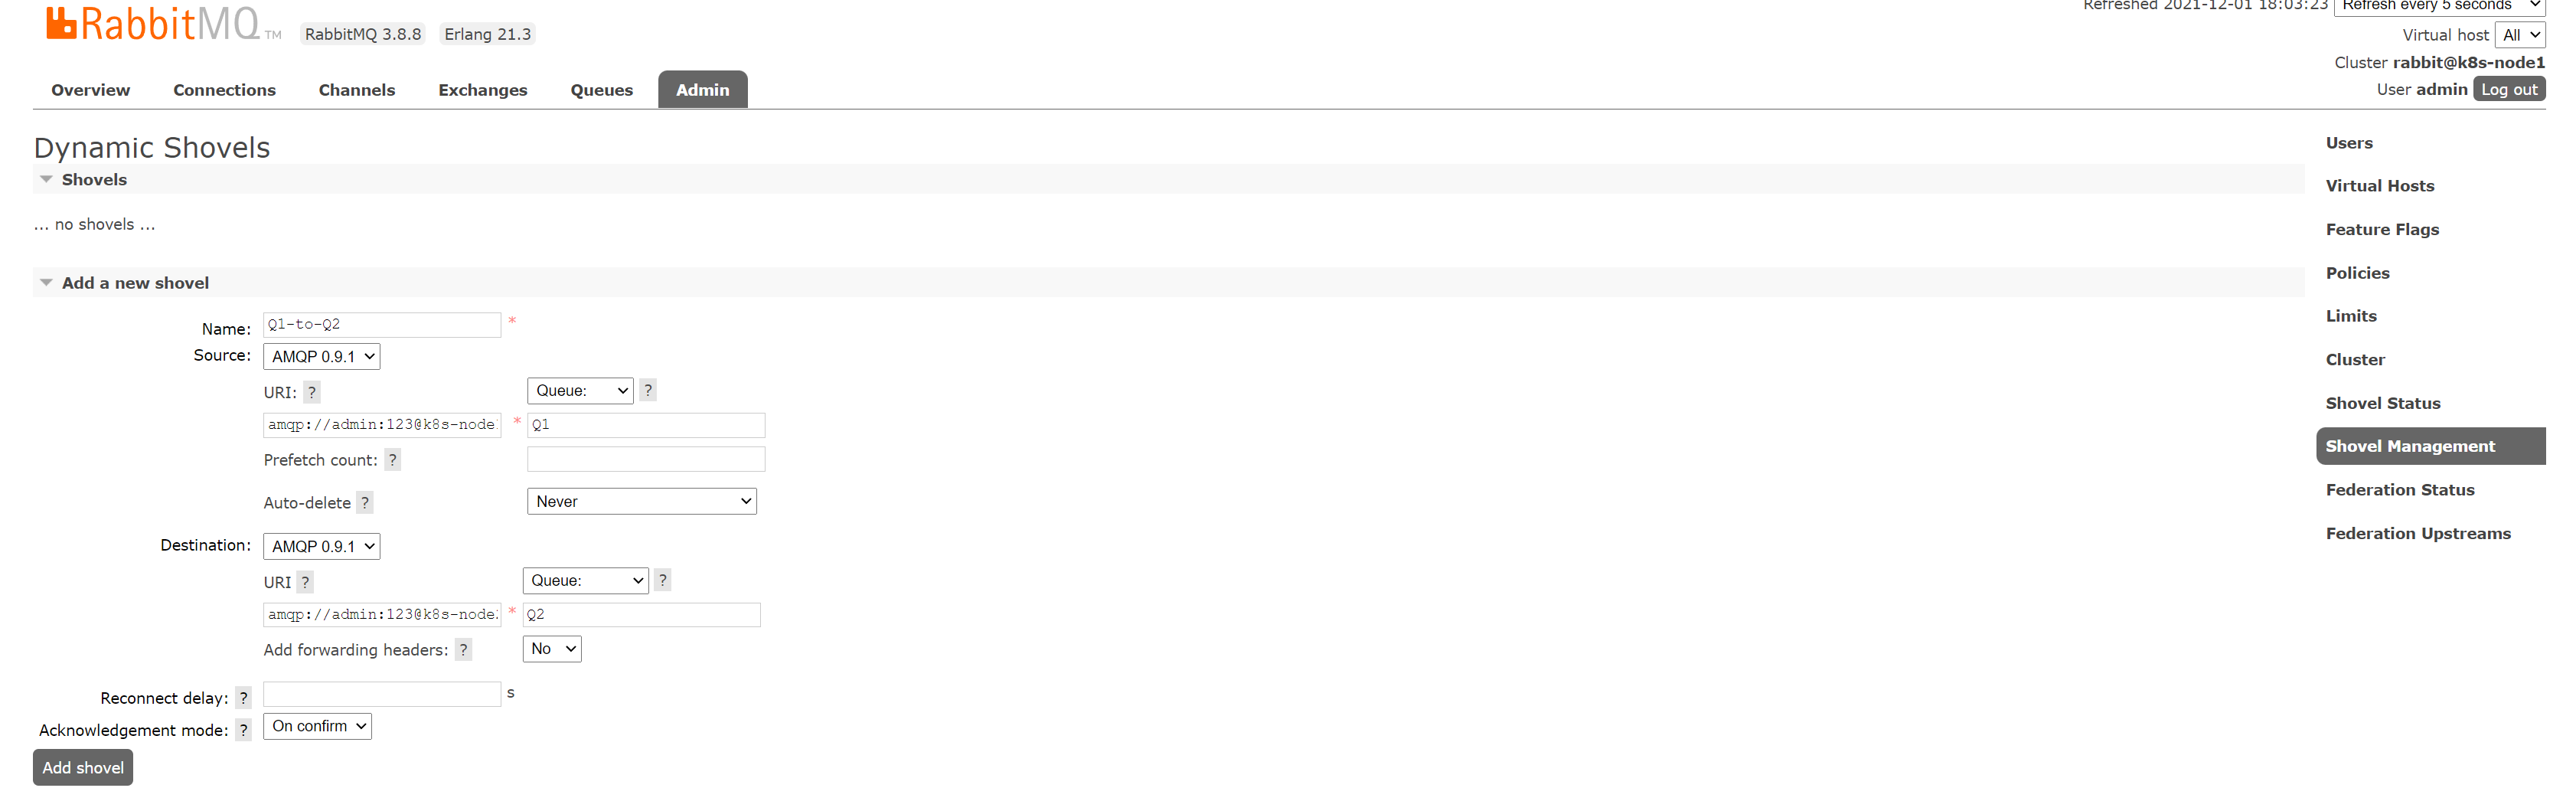 Refreshed 2021-12-01 18:03:23 Refresh every 5 seconds
RabbitMQ TM RabbitMQ 3.8.8 Erlang 21.3
Virtual host All
Cluster rabbit@k8s-node1
User admin Log out
Overview Connections Channels Exchanges Queues Admin
Dynamic Shovels
Shovels
... no shovels ...
Add a new shovel
Name: Q1-to-Q2 *
Source: AMQP 0.9.1
URI: ? Queue: ?
amqp://admin:123@k8s-node * Q1
Prefetch count: ?
Auto-delete ? Never
Destination: AMQP 0.9.1
URI ? Queue: ?
amqp://admin:123@k8s-node * Q2
Add forwarding headers: ? No
Reconnect delay: ? s
Acknowledgement mode: ? On confirm
Add shovel
Users
Virtual Hosts
Feature Flags
Policies
Limits
Cluster
Shovel Status
Shovel Management
Federation Status
Federation Upstreams